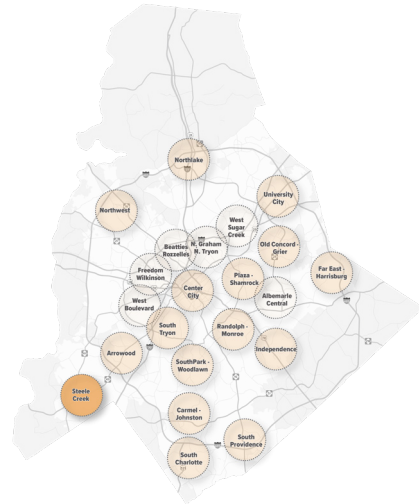 Northlake
University
City
Northwest
West
Sugar
Creek
Beatties
Rozzelles
N. Graham
N. Tryon
Old Concord -
Grier
Freedom
Wilkinson
Far East -
Harrisburg
Plaza -
Shamrock
Center
City
Albemarle
Central
West
Boulevard
South
Tryon
Randolph -
Monroe
Arrowood
Independence
SouthPark -
Woodlawn
Steele
Creek
Carmel -
Johnston
South
Providence
South
Charlotte